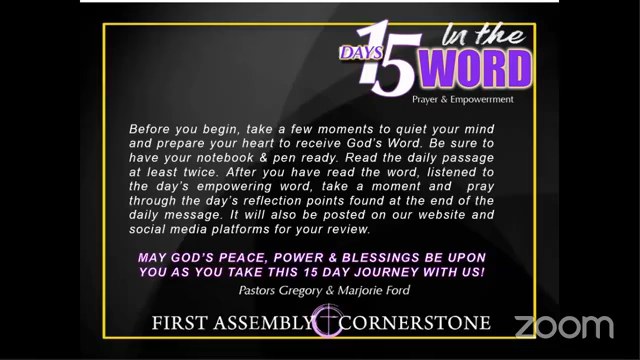 15 DAYS
In the
WORD
Prayer & Empowerrment
Before you begin, take a few moments to quiet your mind
and prepare your heart to receive God's Word. Be sure to
have your notebook & pen ready. Read the daily passage
at least twice. After you have read the word, listened to
the day's empowering word, take a moment and pray
through the day's reflection points found at the end of the
daily message. It will also be posted on our website and
social media platforms for your review.
MAY GOD'S PEACE, POWER & BLESSINGS BE UPON
YOU AS YOU TAKE THIS 15 DAY JOURNEY WITH US!
Pastors Gregory & Marjorie Ford
FIRST ASSEMBLY CORNERSTONE
zoom